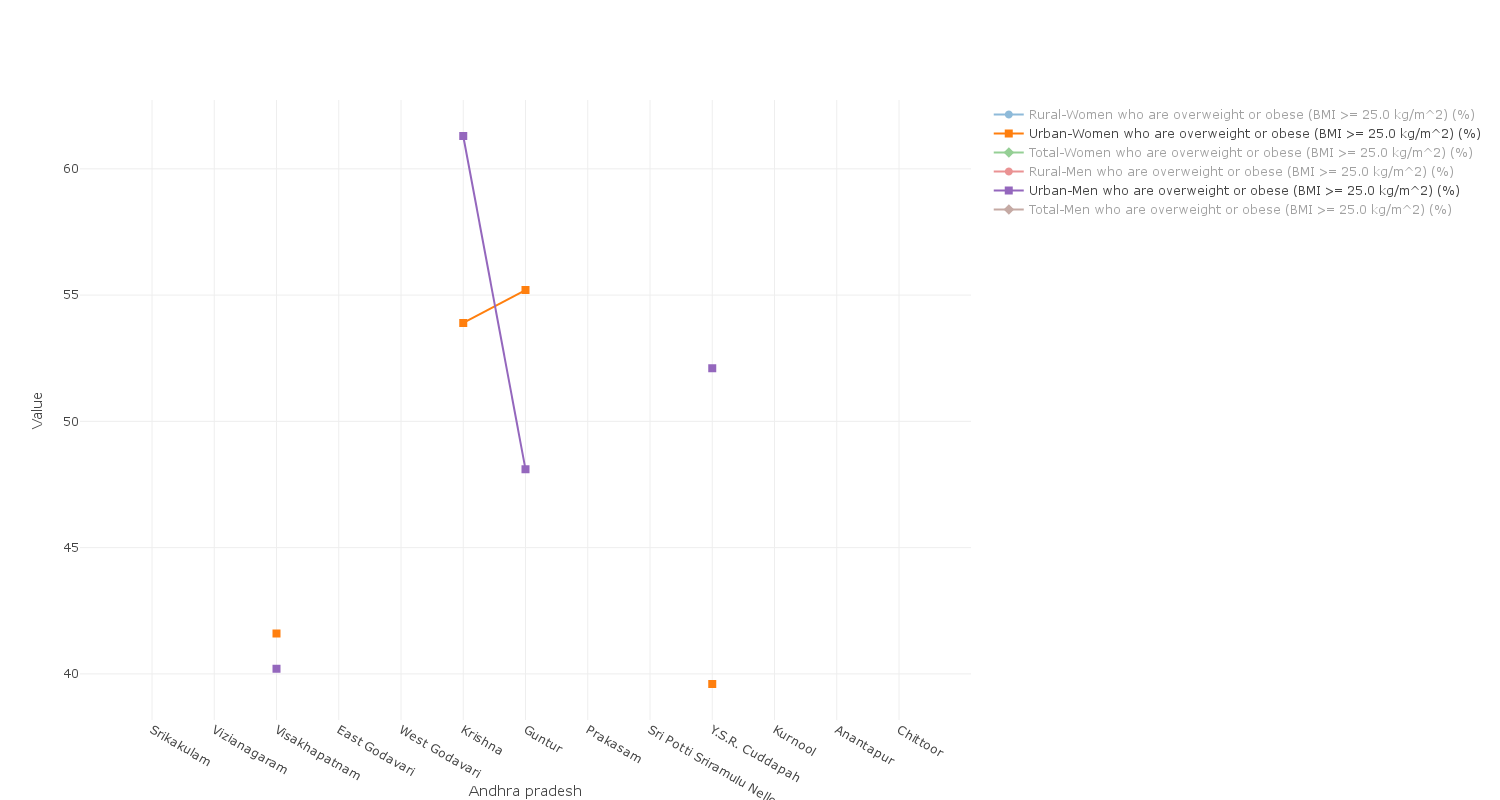 Rural-Women who are overweight or obese (BMI >= 25.0 kg/m^2) (%)
Urban-Women who are overweight or obese (BMI >= 25.0 kg/m^2) (%)
Total-Women who are overweight or obese (BMI >= 25.0 kg/m^2) (%)
Rural-Men who are overweight or obese (BMI >= 25.0 kg/m^2) (%)
Urban-Men who are overweight or obese (BMI >= 25.0 kg/m^2) (%)
Total-Men who are overweight or obese (BMI >= 25.0 kg/m^2) (%)
60
55
50
45
40
Value
Srikakulam
Vizianagaram
Visakhapatnam
East Godavari
West Godavari
Krishna
Guntur
Prakasam
Sri Potti Sriramulu
Y.S.R. Cuddapah
Kurnool
Anantapur
Chittoor
Andhra pradesh